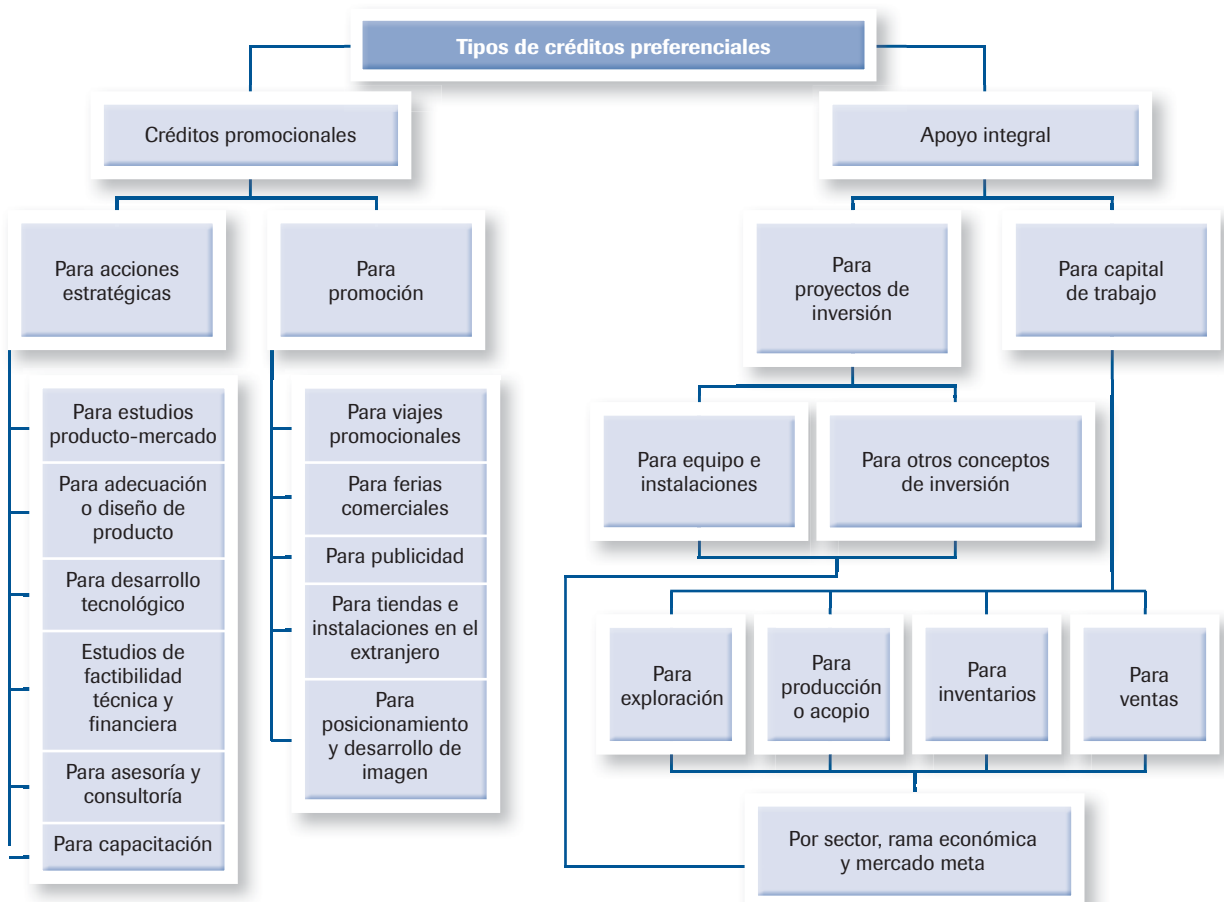 Tipos de créditos preferenciales
Créditos promocionales
Apoyo integral
Para acciones
estratégicas
Para
promoción
Para
proyectos de
inversión
Para capital
de trabajo
Para estudios
producto-mercado
Para adecuación
o diseño de
producto
Para desarrollo
tecnológico
Estudios de
factibilidad
técnica y
financiera
Para asesoría y
consultoría
Para capacitación
Para viajes
promocionales
Para ferias
comerciales
Para publicidad
Para tiendas e
instalaciones en el
extranjero
Para
posicionamiento
y desarrollo de
imagen
Para equipo e
instalaciones
Para otros conceptos
de inversión
Para
exploración
Para
producción
o acopio
Para
inventarios
Para
ventas
Por sector, rama económica
y mercado meta